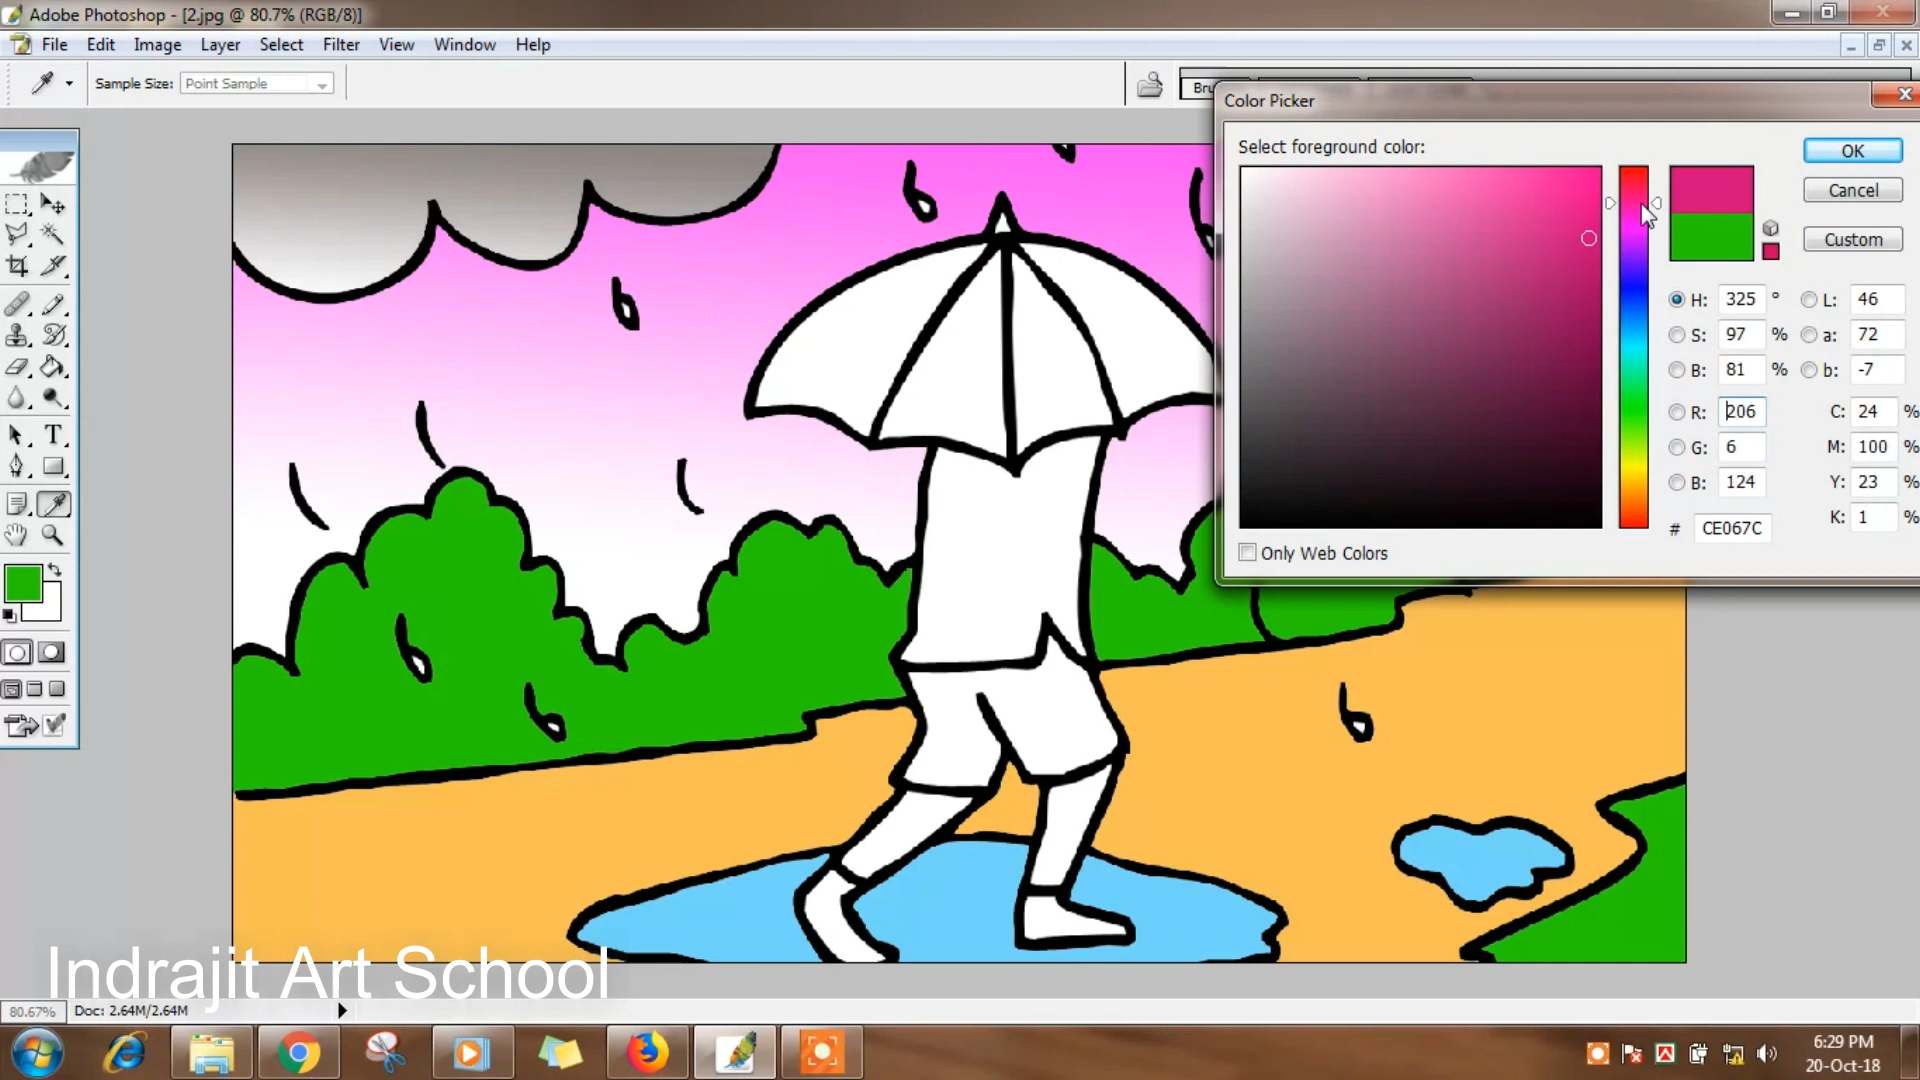 Adobe Photoshop - [2.jpg @ 80.7% (RGB/8)]
File Edit Image Layer Select Filter View Window Help
Sample Size: Point Sample
Color Picker
Select foreground color:
OK
Cancel
Custom
H: 325 ° L: 46
S: 97 % a: 72
B: 81 % b: -7
R: 206 C: 24 %
G: 6 M: 100 %
B: 124 Y: 23 %
# CE067C K: 1 %
Only Web Colors
T
Indrajit Art School
80.67% Doc: 2.64M/2.64M
6:29 PM
20-Oct-18